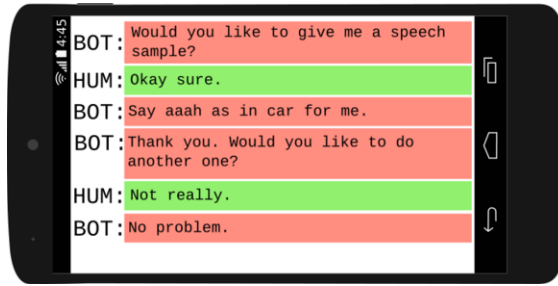 4:45
BOT: Would you like to give me a speech
sample?
HUM: Okay sure.
BOT: Say aaah as in car for me.
BOT: Thank you. Would you like to do
another one?
HUM: Not really.
BOT: No problem.